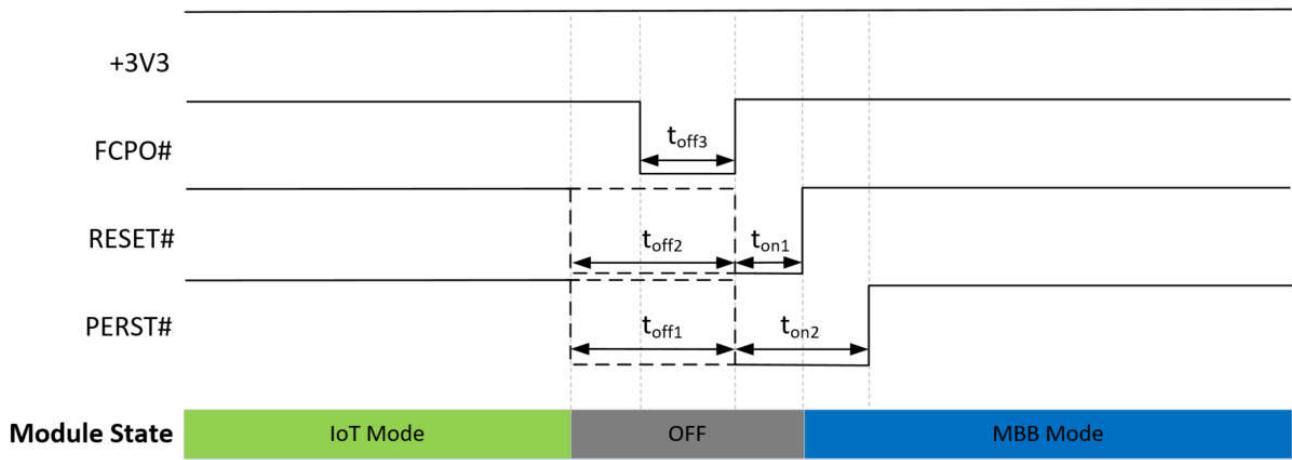 +3V3
FCPO#
toff3
RESET#
toff2
ton1
PERST#
toff1
ton2
Module State
IoT Mode
OFF
MBB Mode